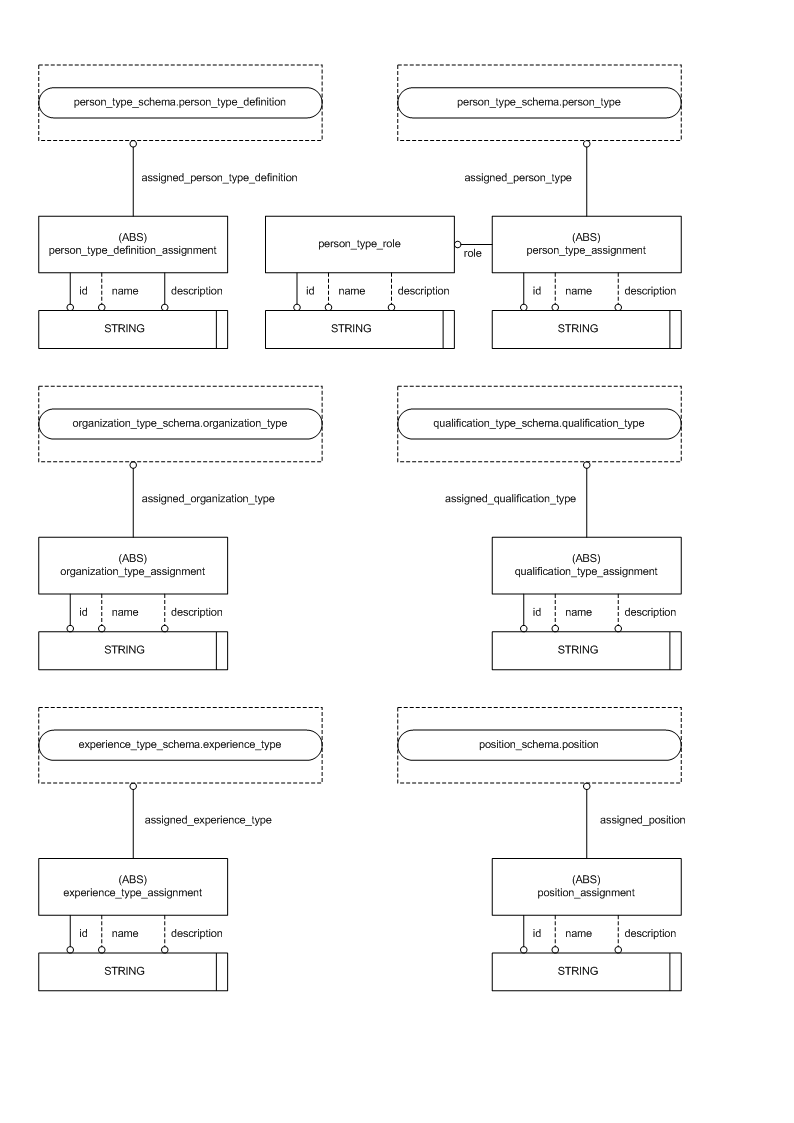 person_type_schema.person_type_definition
person_type_schema.person_type
assigned_person_type_definition
assigned_person_type
(ABS)
person_type_definition_assignment
person_type_role
role
(ABS)
person_type_assignment
id name description
id name description
id name description
STRING
STRING
STRING
organization_type_schema.organization_type
qualification_type_schema.qualification_type
assigned_organization_type
assigned_qualification_type
(ABS)
organization_type_assignment
(ABS)
qualification_type_assignment
id name description
id name description
STRING
STRING
experience_type_schema.experience_type
position_schema.position
assigned_experience_type
assigned_position
(ABS)
experience_type_assignment
(ABS)
position_assignment
id name description
id name description
STRING
STRING